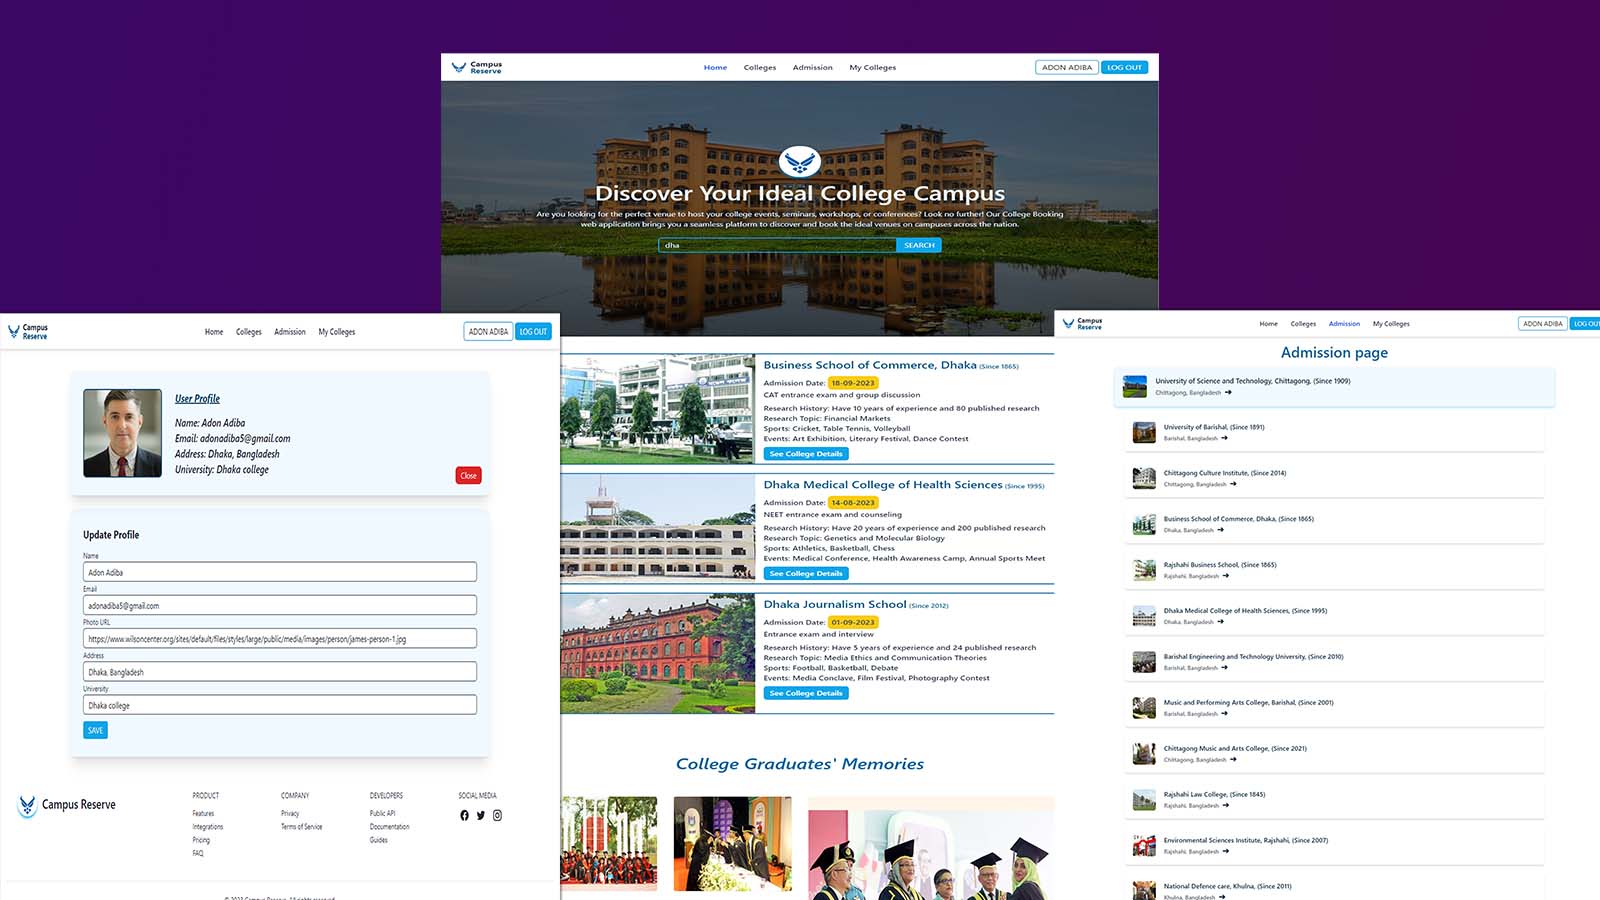 Campus
Reserve
Home
Colleges
Admission
My Colleges
ADON ADIBA
LOG OUT
Discover Your Ideal College Campus
Are you looking for the perfect venue to host your college events, seminars, workshops, or conferences? Look no further! Our College Booking
web application brings you a seamless platform to discover and book the ideal venues on campuses across the nation.
dha
SEARCH
Campus
Reserve
Home
Colleges
Admission
My Colleges
ADON ADIBA
LOG OUT
User Profile
Name: Adon Adiba
Email: adonadiba5@gmail.com
Address: Dhaka, Bangladesh
University: Dhaka college
Close
Update Profile
Name
Adon Adiba
Email
adonadiba5@gmail.com
Photo URL
https://www.wilsoncenter.org/sites/default/files/styles/large/public/media/images/person/james-person-1.jpg
Address
Dhaka, Bangladesh
University
Dhaka college
SAVE
Campus Reserve
PRODUCT
Features
Integrations
Pricing
FAQ
COMPANY
Privacy
Terms of Service
DEVELOPERS
Public API
Documentation
Guides
SOCIAL MEDIA
© 2023 Campus Reserve. All rights reserved.
Business School of Commerce, Dhaka (Since 1865)
Admission Date: 18-09-2023
CAT entrance exam and group discussion
Research History: Have 10 years of experience and 80 published research
Research Topic: Financial Markets
Sports: Cricket, Table Tennis, Volleyball
Events: Art Exhibition, Literary Festival, Dance Contest
See College Details
Dhaka Medical College of Health Sciences (Since 1995)
Admission Date: 14-08-2023
NEET entrance exam and counseling
Research History: Have 20 years of experience and 200 published research
Research Topic: Genetics and Molecular Biology
Sports: Athletics, Basketball, Chess
Events: Medical Conference, Health Awareness Camp, Annual Sports Meet
See College Details
Dhaka Journalism School (Since 2012)
Admission Date: 01-09-2023
Entrance exam and interview
Research History: Have 5 years of experience and 24 published research
Research Topic: Media Ethics and Communication Theories
Sports: Football, Basketball, Debate
Events: Media Conclave, Film Festival, Photography Contest
See College Details
College Graduates' Memories
Campus
Reserve
Home
Colleges
Admission
My Colleges
ADON ADIBA
LOG OU
Admission page
University of Science and Technology, Chittagong, (Since 1909)
Chittagong, Bangladesh ➔
University of Barishal, (Since 1891)
Barishal, Bangladesh ➔
Chittagong Culture Institute, (Since 2014)
Chittagong, Bangladesh ➔
Business School of Commerce, Dhaka, (Since 1865)
Dhaka, Bangladesh ➔
Rajshahi Business School, (Since 1865)
Rajshahi, Bangladesh ➔
Dhaka Medical College of Health Sciences, (Since 1995)
Dhaka, Bangladesh ➔
Barishal Engineering and Technology University, (Since 2010)
Barishal, Bangladesh ➔
Music and Performing Arts College, Barishal, (Since 2001)
Barishal, Bangladesh ➔
Chittagong Music and Arts College, (Since 2021)
Chittagong, Bangladesh ➔
Rajshahi Law College, (Since 1845)
Rajshahi, Bangladesh ➔
Environmental Sciences Institute, Rajshahi, (Since 2007)
Rajshahi, Bangladesh ➔
National Defence care, Khulna, (Since 2011)
Khulna, Bangladesh ➔